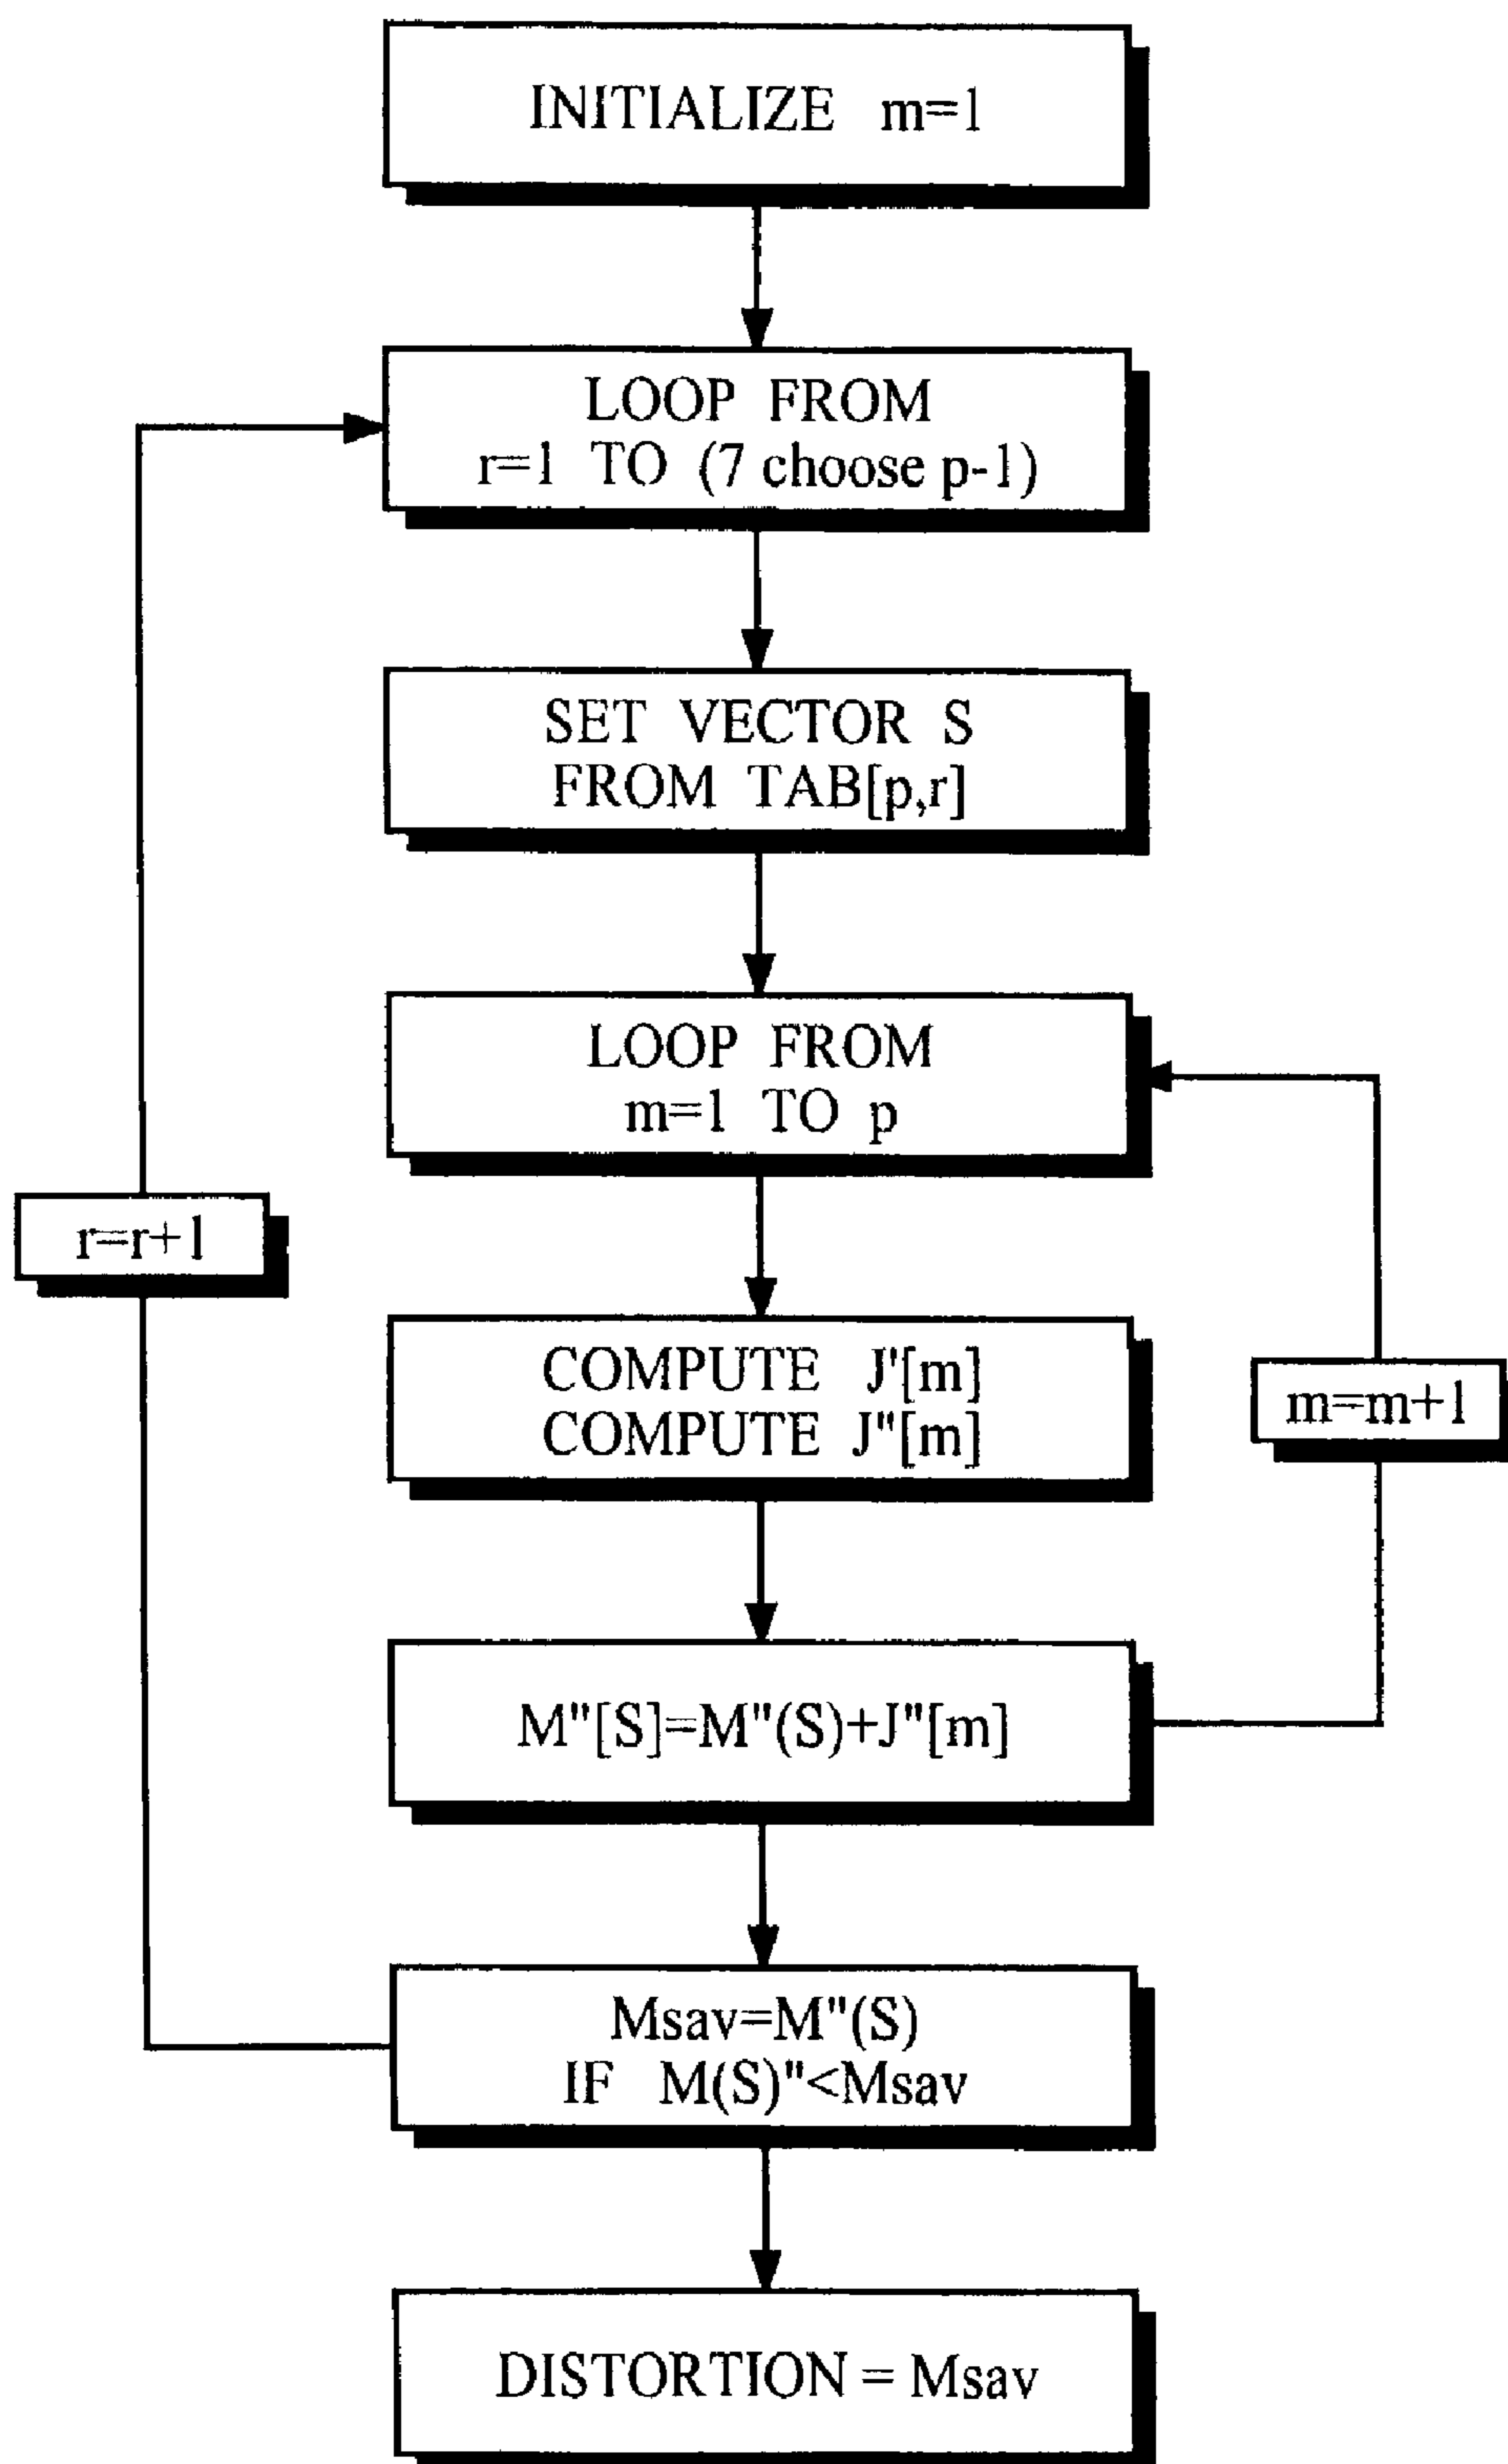 INITIALIZE m=1
LOOP FROM
r=1 TO (7 choose p-1)
SET VECTOR S
FROM TAB[p,r]
LOOP FROM
m=1 TO p
r=r+1
COMPUTE J'[m]
COMPUTE J"[m]
m=m+1
M"[S]=M"(S)+J"[m]
Msav=M"(S)
IF M(S)"<Msav
DISTORTION = Msav